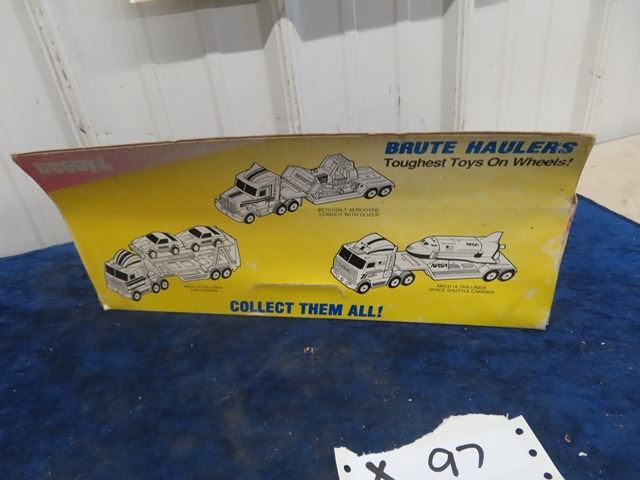 BUDDY L
BRUTE HAULERS
Toughest Toys On Wheels!
PETERBILT AERODYNE
LOWBOY WITH DOZER
MACK ULTRA-LINER
CAR CARRIER
NASA
NASA
MACK ULTRA-LINER
SPACE SHUTTLE CARRIER
COLLECT THEM ALL!
X 97